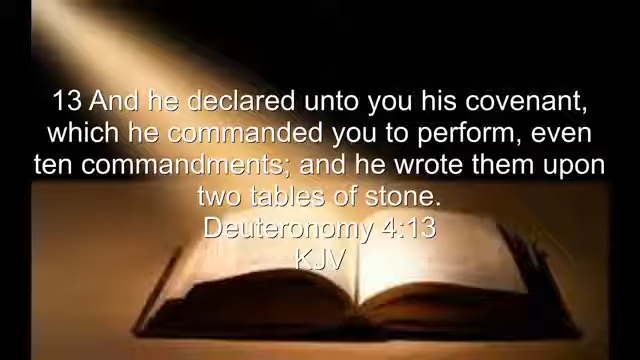 13 And he declared unto you his covenant,
which he commanded you to perform, even
ten commandments; and he wrote them upon
two tables of stone.
Deuteronomy 4:13
KJV